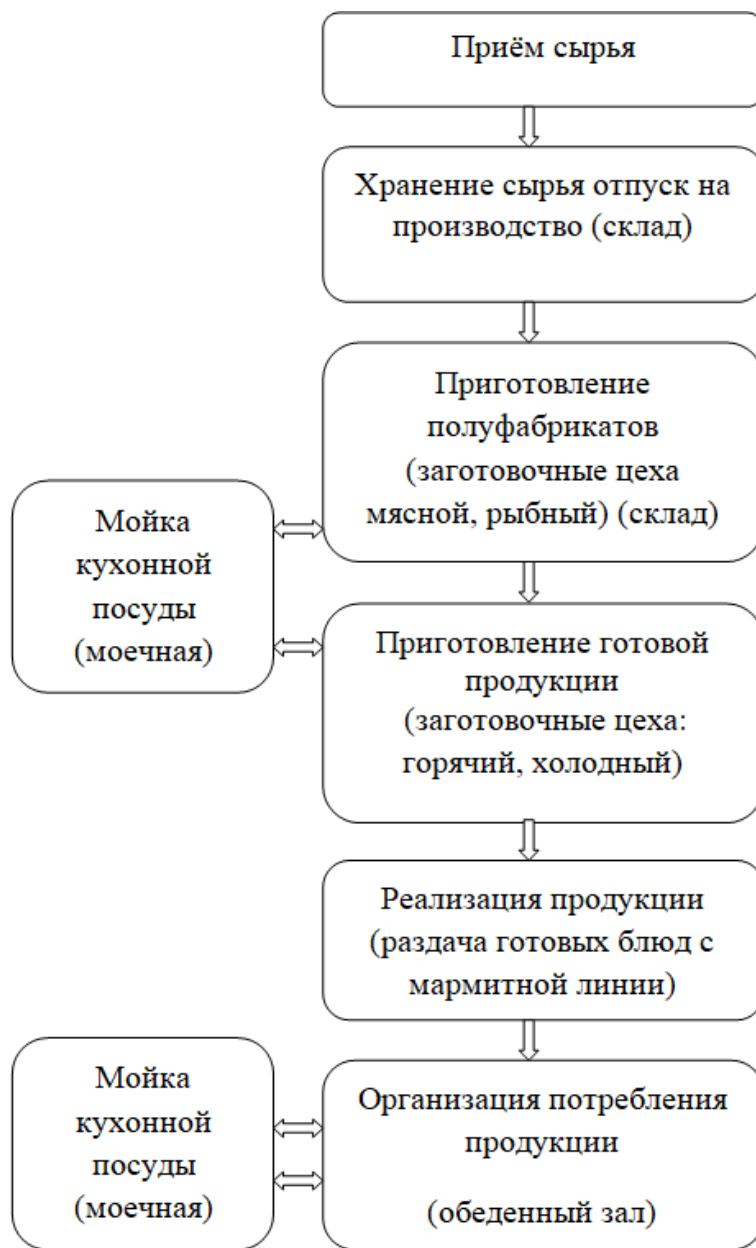 Приём сырья
Хранение сырья отпуск на
производство (склад)
Приготовление
полуфабрикатов
(заготовочные цеха
мясной, рыбный) (склад)
Мойка
кухонной
посуды
(моечная)
Приготовление готовой
продукции
(заготовочные цеха:
горячий, холодный)
Реализация продукции
(раздача готовых блюд с
мармитной линии)
Мойка
кухонной
посуды
(моечная)
Организация потребления
продукции
(обеденный зал)